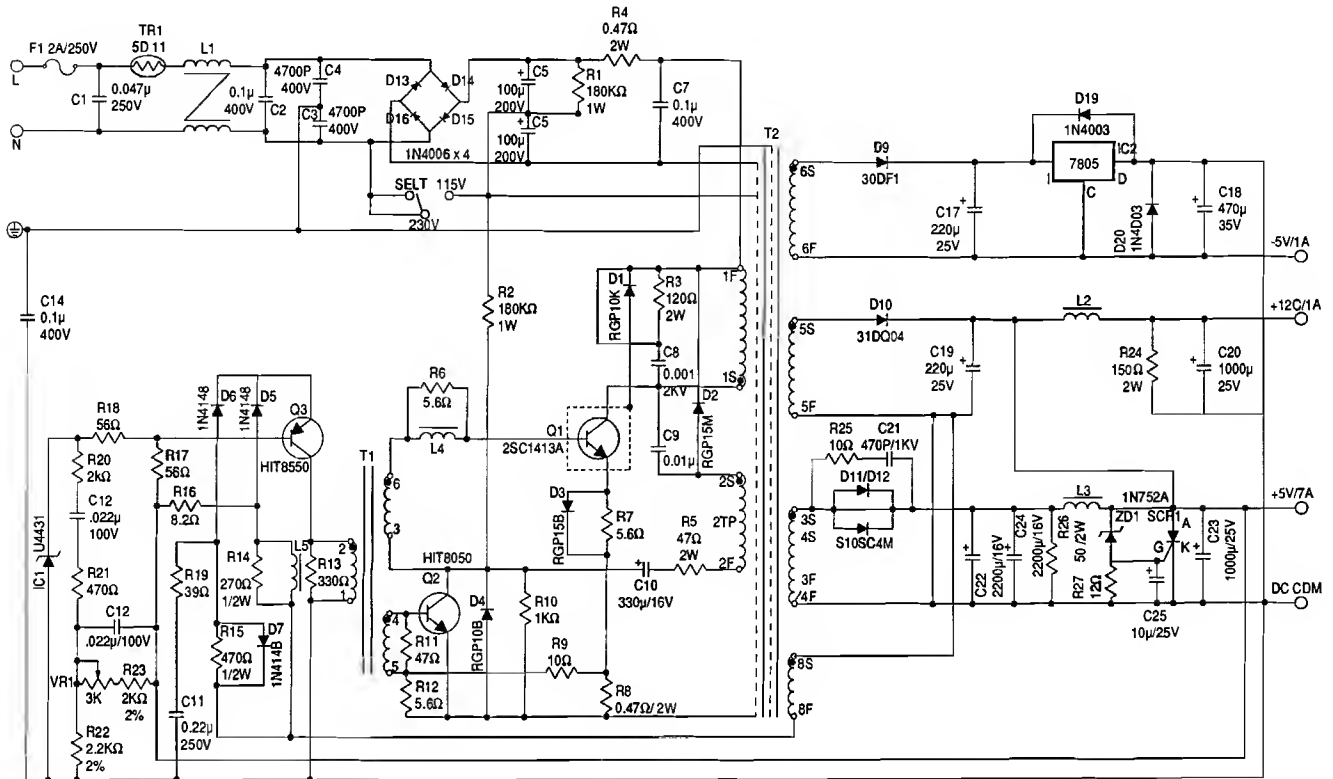 F1 2A/250V
TR1
5D 11
L1
L
N
C1
0.047µ
250V
0.1µ
400V
C2
4700P
400V
C4
C3
4700P
400V
D13
D14
D16
D15
1N4006 x 4
C5
100µ
200V
C5
100µ
200V
R1
180KΩ
1W
R4
0.47Ω
2W
C7
0.1µ
400V
SELT
115V
230V
T2
6S
6F
D9
30DF1
C17
220µ
25V
D19
1N4003
7805
IC2
I
D
C
D20
1N4D03
C18
470µ
35V
-5V/1A
C14
0.1µ
400V
R2
180KΩ
1W
D1
RGP10K
R3
120Ω
2W
1F
C8
0.001
2KV
1S
D2
RGP15M
5S
5F
D10
31DQ04
C19
220µ
25V
L2
R24
150Ω
2W
C20
1000µ
25V
+12C/1A
R6
5.6Ω
L4
Q1
2SC1413A
C9
0.01µ
D3
RGP15B
R7
5.6Ω
2S
2TP
2F
R5
47Ω
2W
C10
330µ/16V
R18
56Ω
R17
56Ω
R20
2kΩ
C12
.022µ
100V
R16
8.2Ω
1N4148
D6
1N4148
D5
Q3
HIT8550
T1
6
3
2
1
4
5
U4431
IC1
R21
470Ω
C12
.022µ/100V
VR1
3K
R23
2KΩ
2%
R22
2.2KΩ
2%
R19
39Ω
R14
270Ω
1/2W
L5
R13
330Ω
R15
470Ω
1/2W
D7
1N414B
C11
0.22µ
250V
HIT8050
Q2
R11
47Ω
R12
5.6Ω
D4
RGP10B
R10
1KΩ
R9
10Ω
R8
0.47Ω/ 2W
R25
10Ω
C21
470P/1KV
D11/D12
S10SC4M
3S
4S
3F
4F
8S
8F
L3
C22
2200µ/16V
C24
2200µ/16V
R26
50 /2W
1N752A
ZD1
SCR1
A
G
K
R27
12Ω
C25
10µ/25V
C23
1000µ/25V
+5V/7A
DC CDM